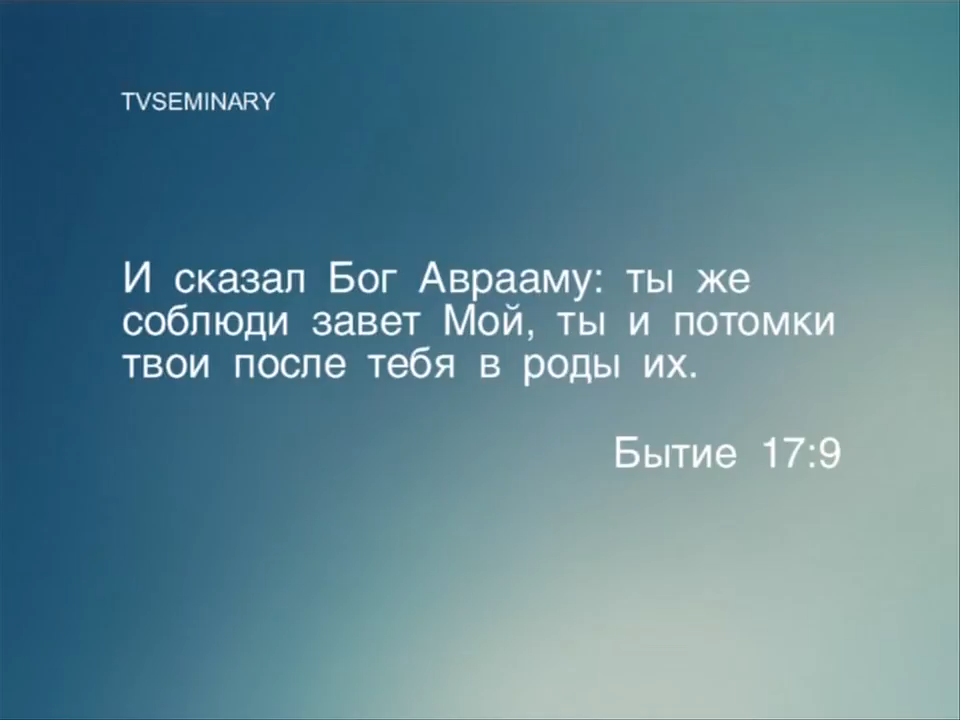 TVSEMINARY
И сказал Бог Аврааму: ты же
соблюди завет Мой, ты и потомки
твои после тебя в роды их.
Бытие 17:9